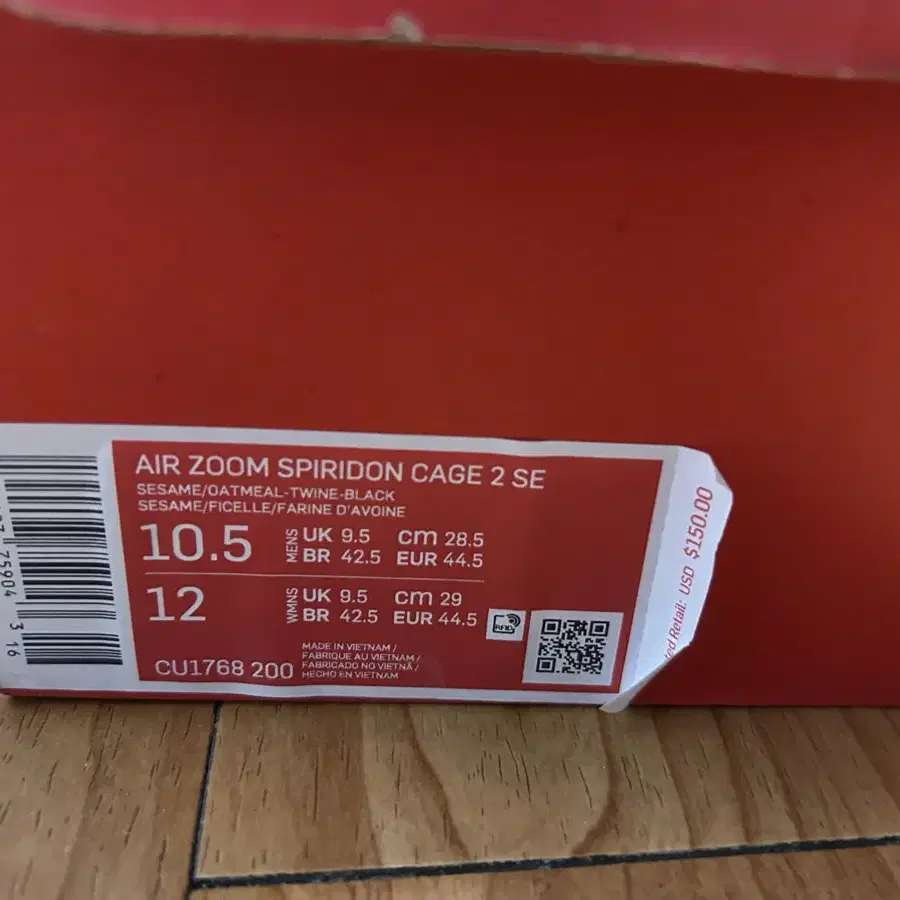 AIR ZOOM SPIRIDON CAGE 2 SE
SESAME/OATMEAL-TWINE-BLACK
SESAME/FICELLE/FARINE D'AVOINE
10.5 MENS UK 9.5 cm 28.5
BR 42.5 EUR 44.5
12 WMNS UK 9.5 cm 29
BR 42.5 EUR 44.5
RFID
CU1768 200
MADE IN VIETNAM /
FABRIQUE AU VIETNAM /
FABRICADO NO VIETNÃ /
HECHO EN VIETNAM
75904 3 16
Retail: USD $150.00